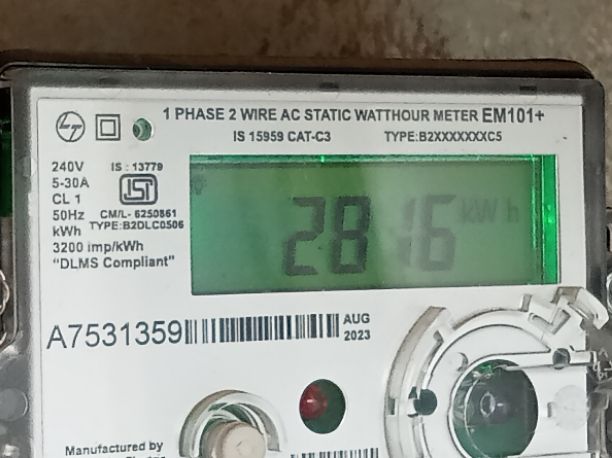 1 PHASE 2 WIRE AC STATIC WATTHOUR METER EM101+
IS 15959 CAT-C3 TYPE:B2XXXXXXXC5
240V IS : 13779
5-30A
CL 1
50Hz CM/L- 6250861
kWh TYPE:B2DLC0506
3200 imp/kWh
"DLMS Compliant"
2816 kWh
A7531359 AUG
2023
Manufactured by